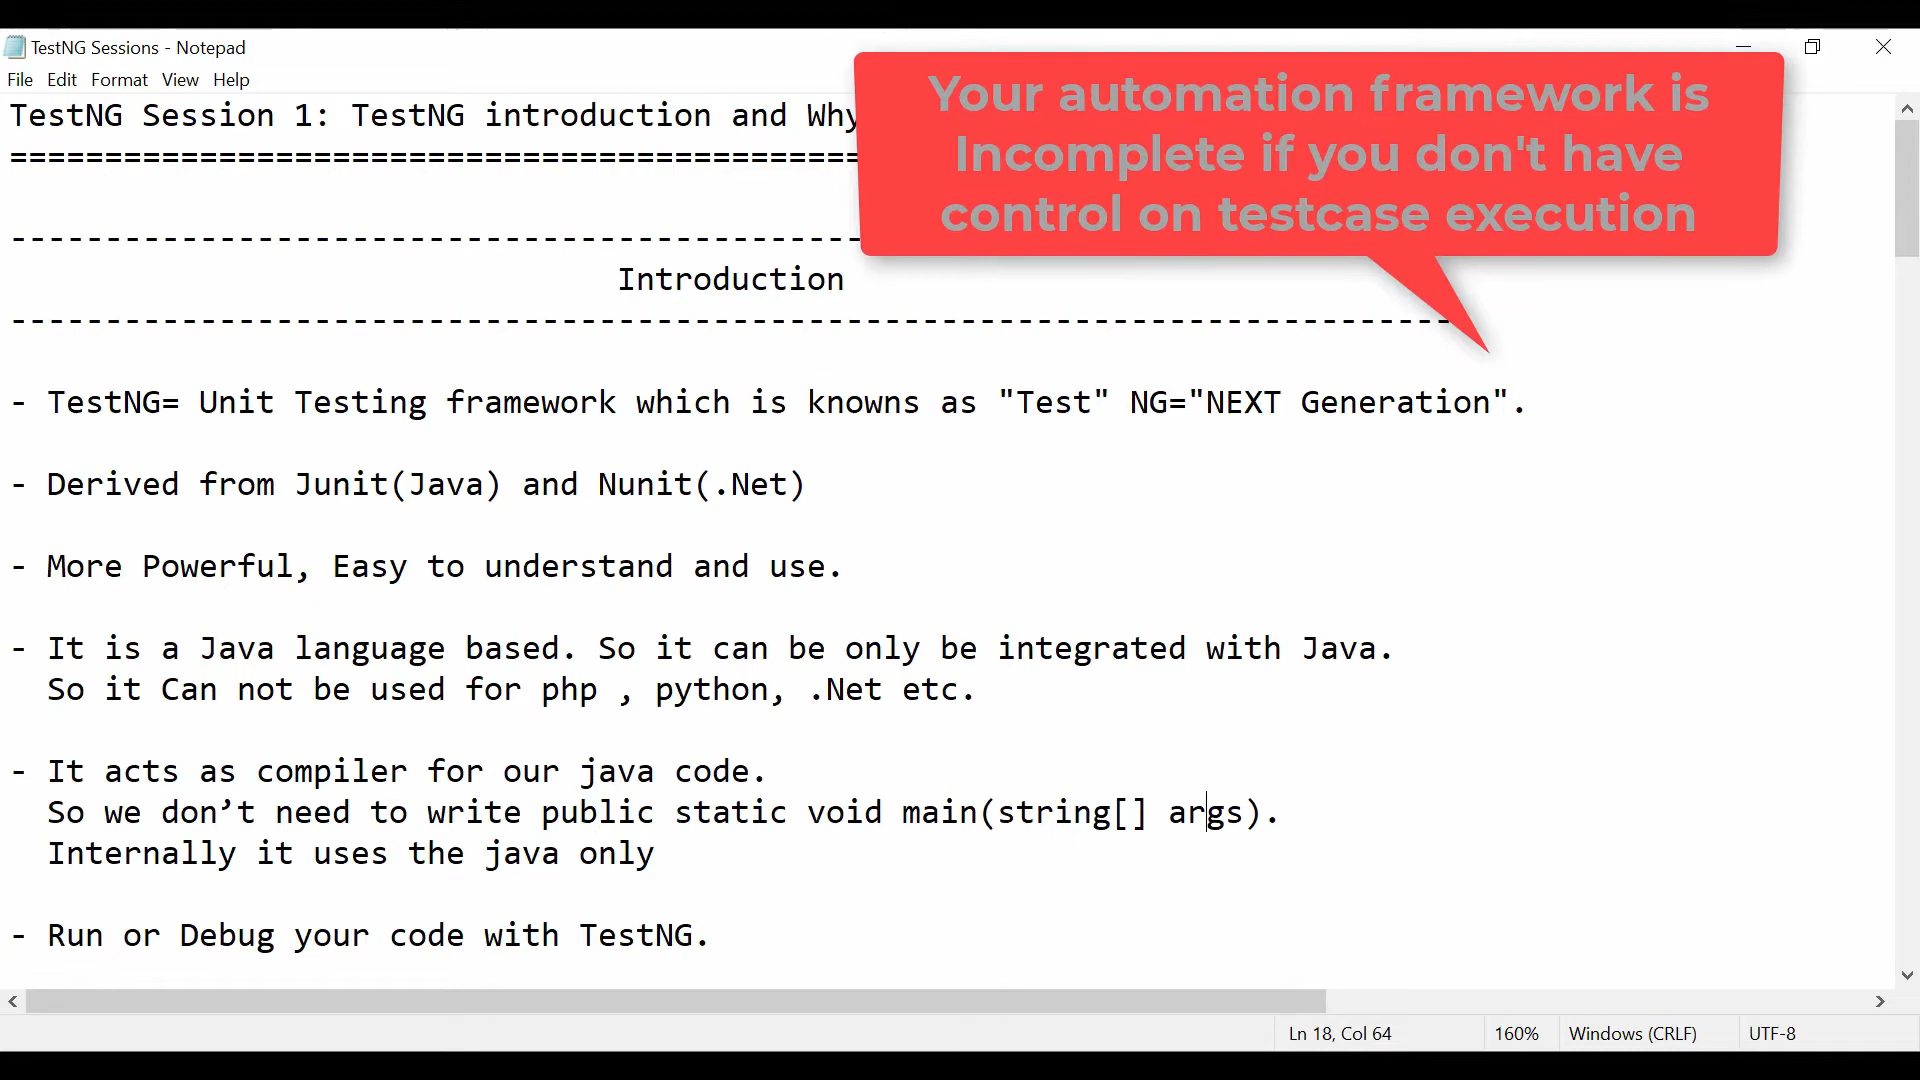 TestNG Sessions - Notepad
File Edit Format View Help
TestNG Session 1: TestNG introduction and Why
Your automation framework is
Incomplete if you don't have
control on testcase execution
================================================
------------------------------------------------
Introduction
----------------------------------------------------------------------------
- TestNG= Unit Testing framework which is knowns as "Test" NG="NEXT Generation".
- Derived from Junit(Java) and Nunit(.Net)
- More Powerful, Easy to understand and use.
- It is a Java language based. So it can be only be integrated with Java.
So it Can not be used for php , python, .Net etc.
- It acts as compiler for our java code.
So we don’t need to write public static void main(string[] args).
Internally it uses the java only
- Run or Debug your code with TestNG.
Ln 18, Col 64 160% Windows (CRLF) UTF-8